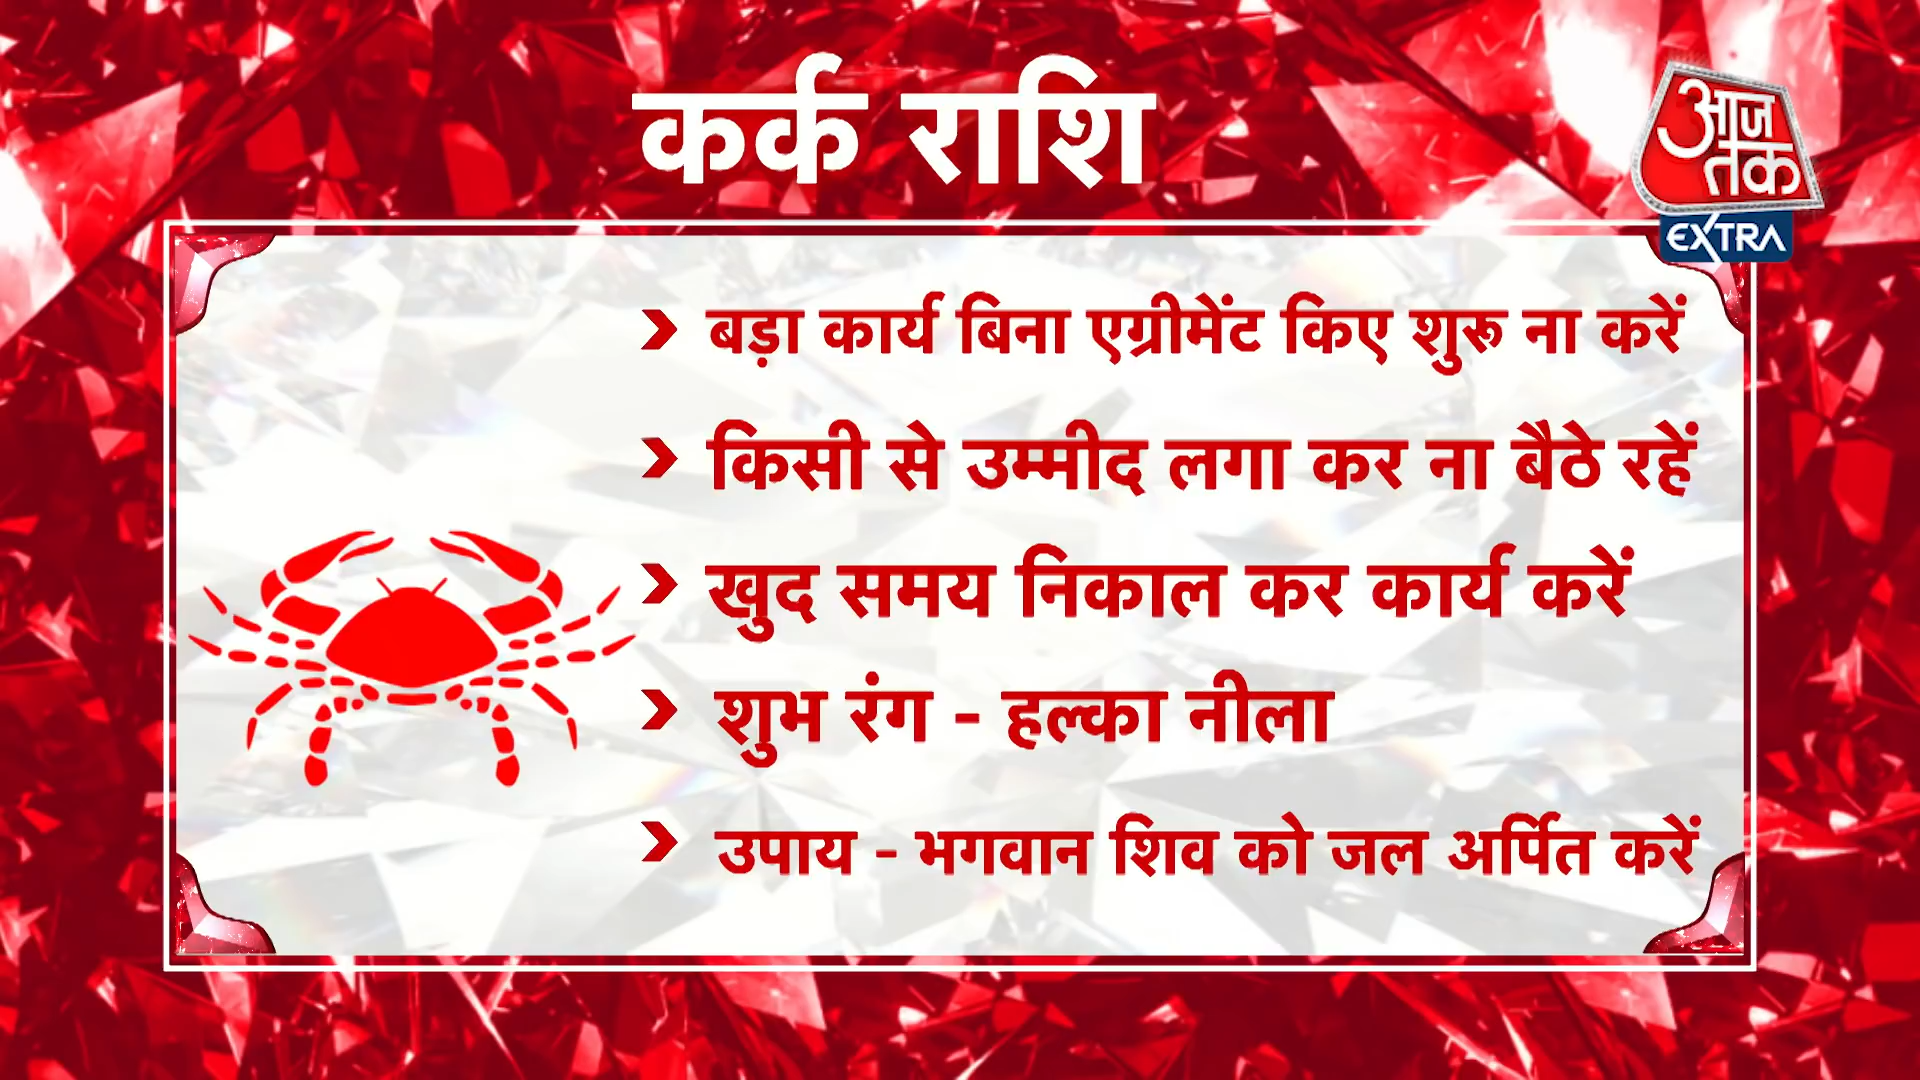 कर्क राशि
आज
तक
EXTRA
बड़ा कार्य बिना एग्रीमेंट किए शुरू ना करें
किसी से उम्मीद लगा कर ना बैठे रहें
खुद समय निकाल कर कार्य करें
शुभ रंग - हल्का नीला
उपाय - भगवान शिव को जल अर्पित करें